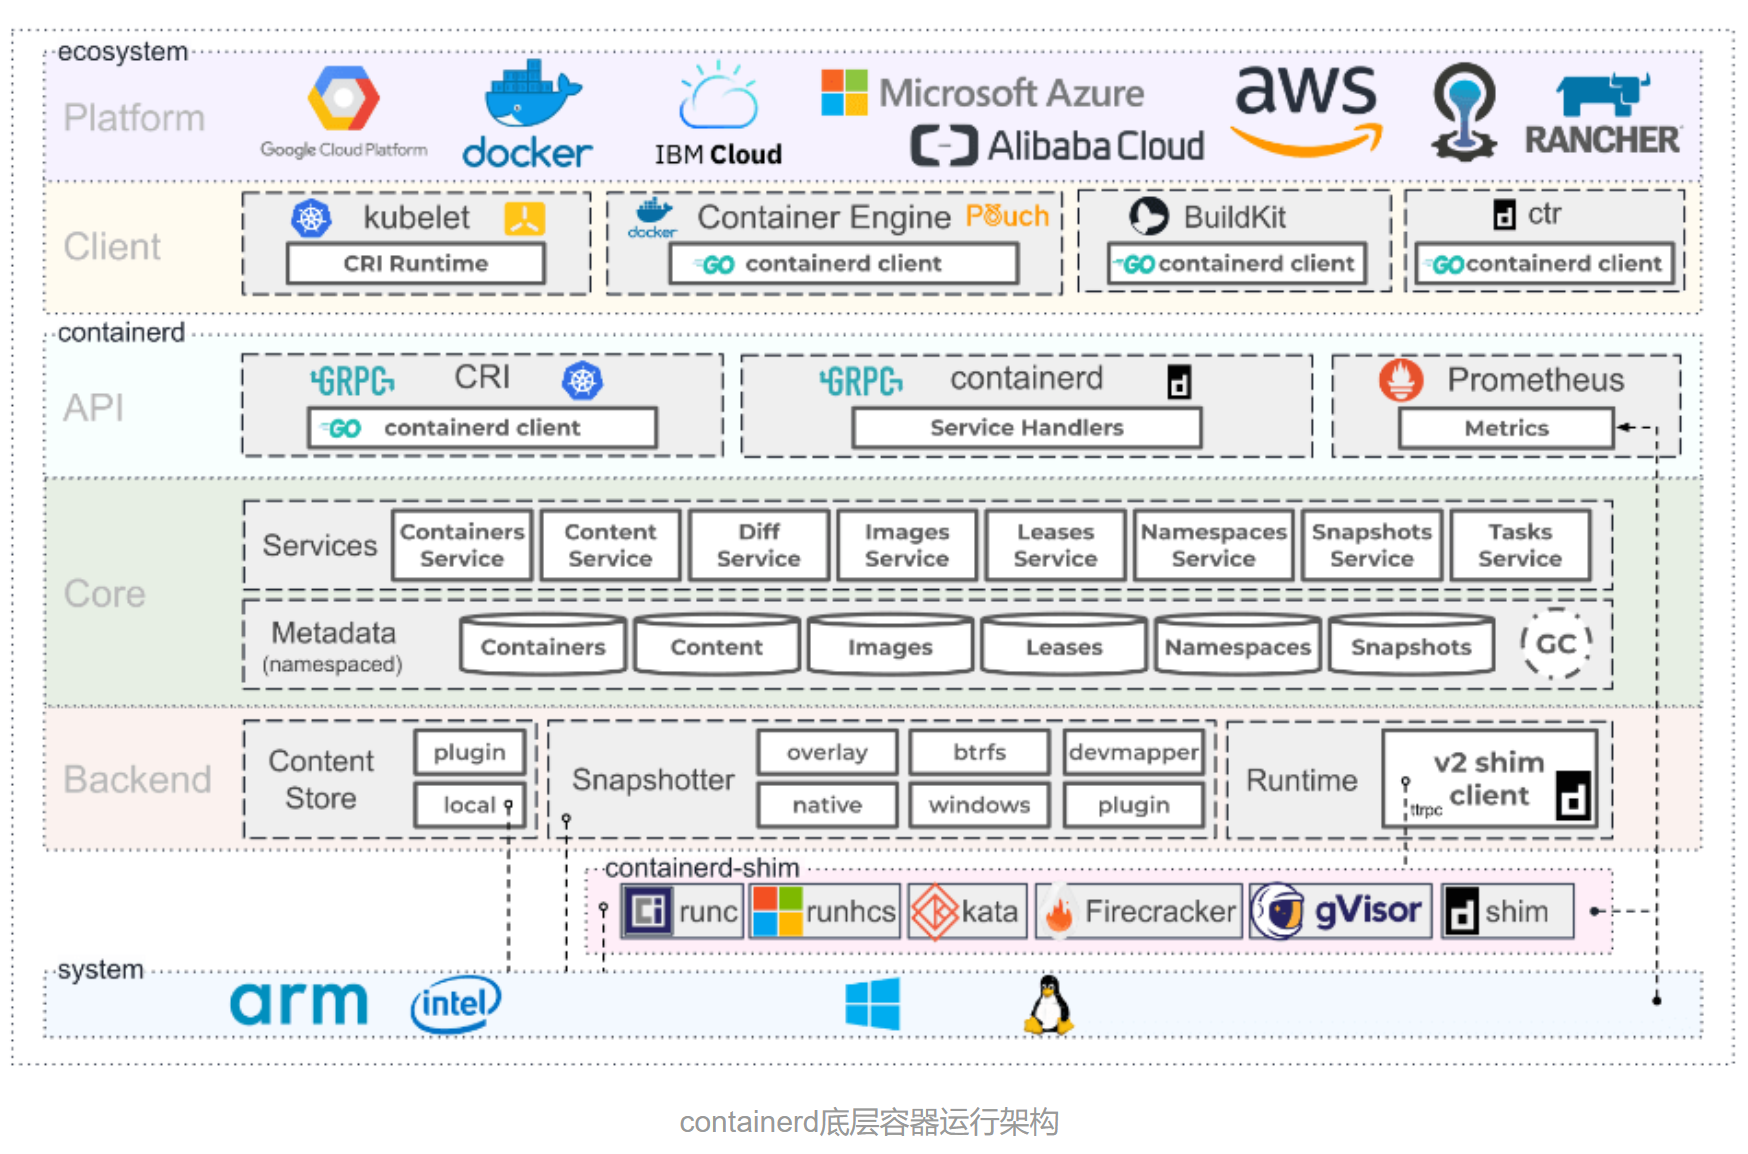 ecosystem
Platform
Google Cloud Platform
docker
IBM Cloud
Microsoft Azure
Alibaba Cloud
aws
RANCHER
Client
kubelet
CRI Runtime
docker
Container Engine
Pouch
GO containerd client
BuildKit
GO containerd client
ctr
GO containerd client
containerd
API
GRPC
CRI
GO containerd client
GRPC
containerd
Service Handlers
Prometheus
Metrics
Core
Services
Containers
Service
Content
Service
Diff
Service
Images
Service
Leases
Service
Namespaces
Service
Snapshots
Service
Tasks
Service
Metadata
(namespaced)
Containers
Content
Images
Leases
Namespaces
Snapshots
GC
Backend
Content
Store
plugin
local
Snapshotter
overlay
btrfs
devmapper
native
windows
plugin
Runtime
v2 shim
client
ttrpc
containerd-shim
runc
runhcs
kata
Firecracker
gVisor
shim
system
arm
intel
containerd底层容器运行架构